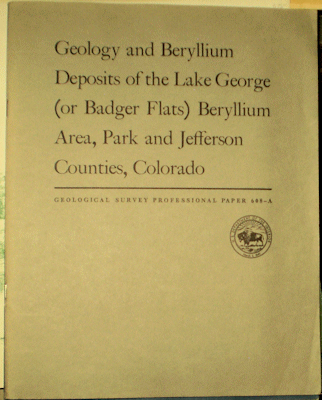 Geology and Beryllium
Deposits of the Lake George
(or Badger Flats) Beryllium
Area, Park and Jefferson
Counties, Colorado
GEOLOGICAL SURVEY PROFESSIONAL PAPER 608-A